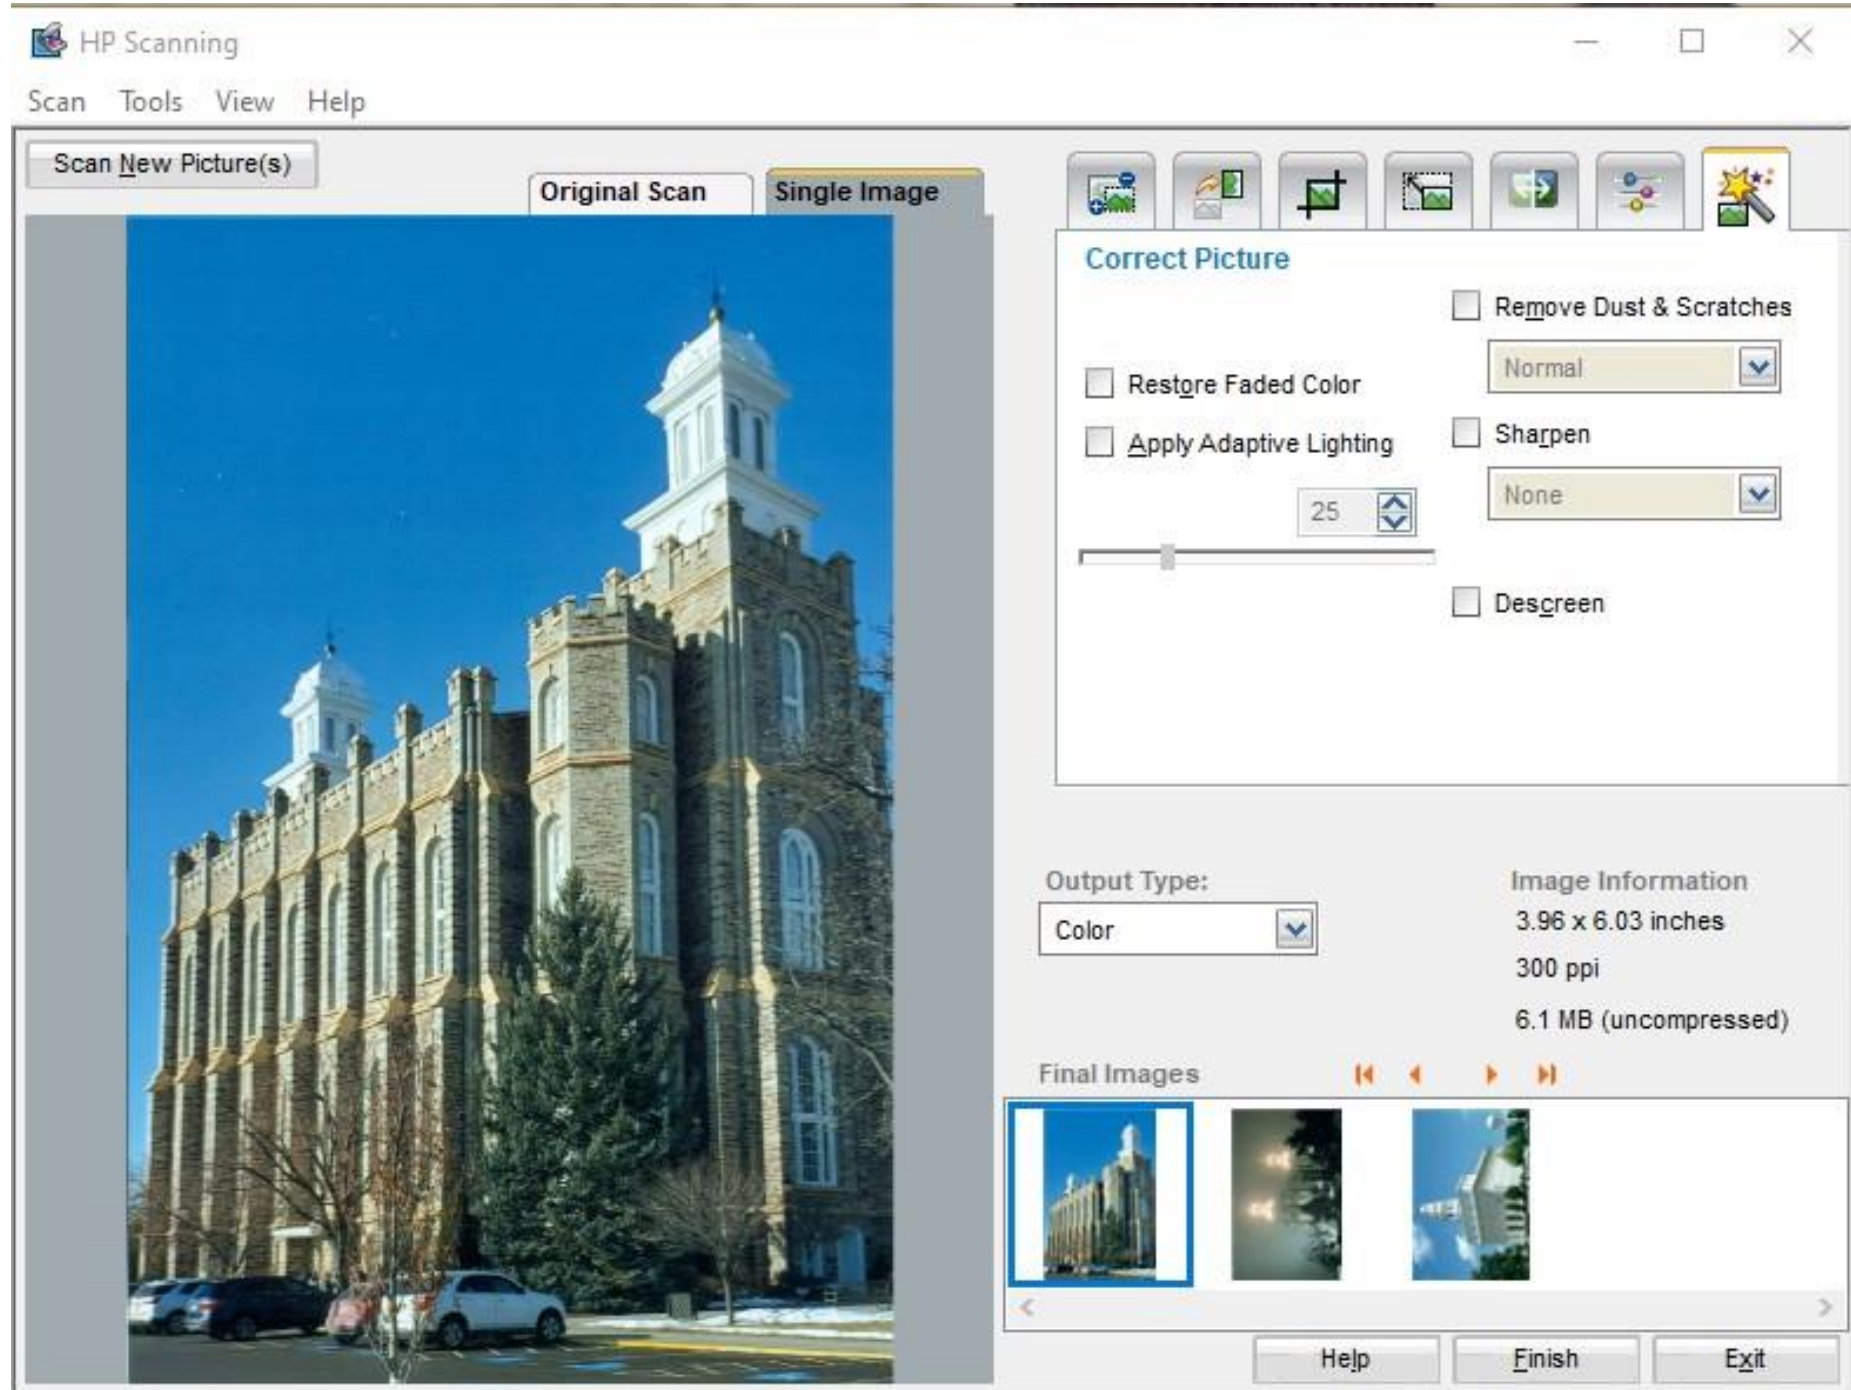 HP Scanning
Scan Tools View Help
Scan New Picture(s)
Original Scan
Single Image
Correct Picture
Remove Dust & Scratches
Normal
Restore Faded Color
Apply Adaptive Lighting
Sharpen
25
None
Descreen
Output Type:
Color
Image Information
3.96 x 6.03 inches
300 ppi
6.1 MB (uncompressed)
Final Images
Help
Finish
Exit